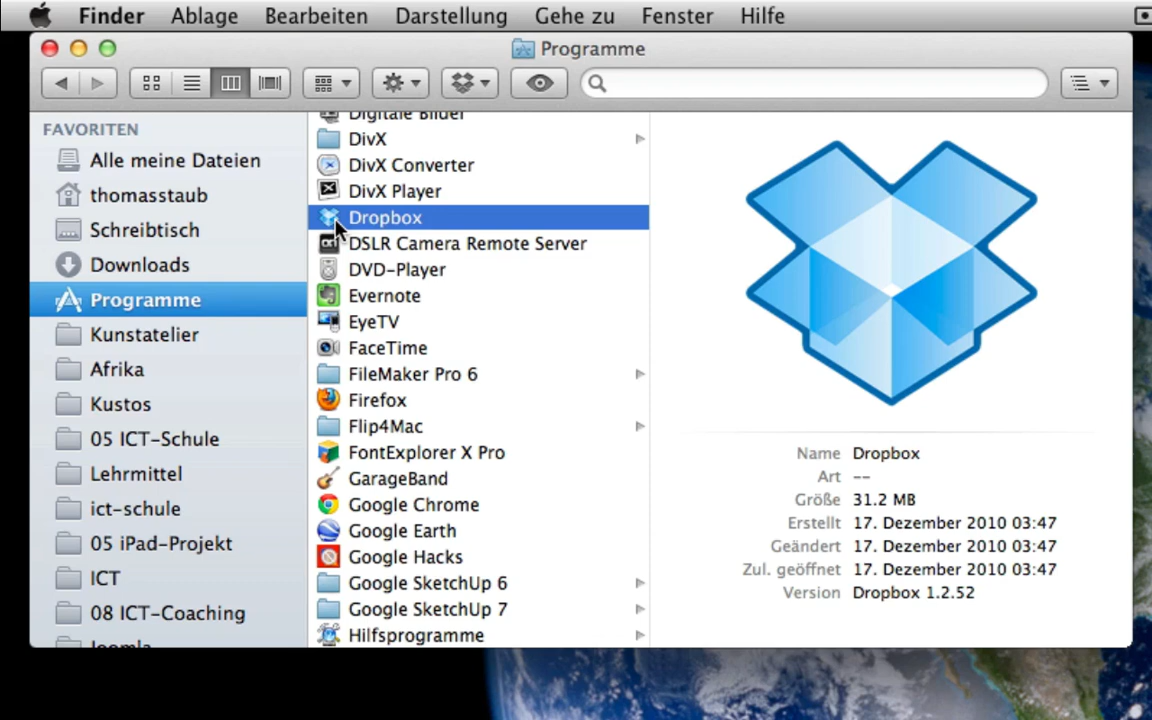 Finder Ablage Bearbeiten Darstellung Gehe zu Fenster Hilfe
Programme
FAVORITEN
Alle meine Dateien
thomasstaub
Schreibtisch
Downloads
Programme
Kunstatelier
Afrika
Kustos
05 ICT-Schule
Lehrmittel
ict-schule
05 iPad-Projekt
ICT
08 ICT-Coaching
Joomla
Digitale Bilder
DivX
DivX Converter
DivX Player
Dropbox
DSLR Camera Remote Server
DVD-Player
Evernote
EyeTV
FaceTime
FileMaker Pro 6
Firefox
Flip4Mac
FontExplorer X Pro
GarageBand
Google Chrome
Google Earth
Google Hacks
Google SketchUp 6
Google SketchUp 7
Hilfsprogramme
Name Dropbox
Art --
Größe 31.2 MB
Erstellt 17. Dezember 2010 03:47
Geändert 17. Dezember 2010 03:47
Zul. geöffnet 17. Dezember 2010 03:47
Version Dropbox 1.2.52